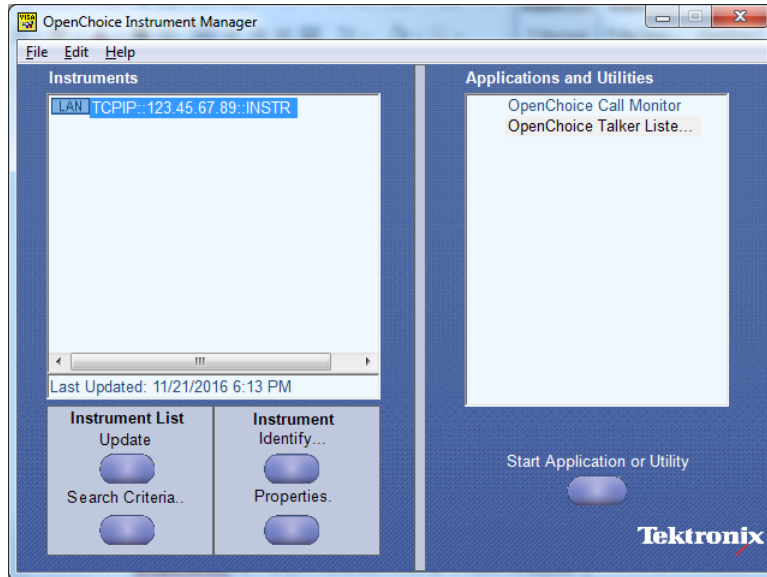 VISA
OpenChoice Instrument Manager
File Edit Help
Instruments
LAN TCPIP::123.45.67.89::INSTR
Last Updated: 11/21/2016 6:13 PM
Instrument List
Update
Search Criteria..
Instrument
Identify...
Properties.
Applications and Utilities
OpenChoice Call Monitor
OpenChoice Talker Liste...
Start Application or Utility
Tektronix